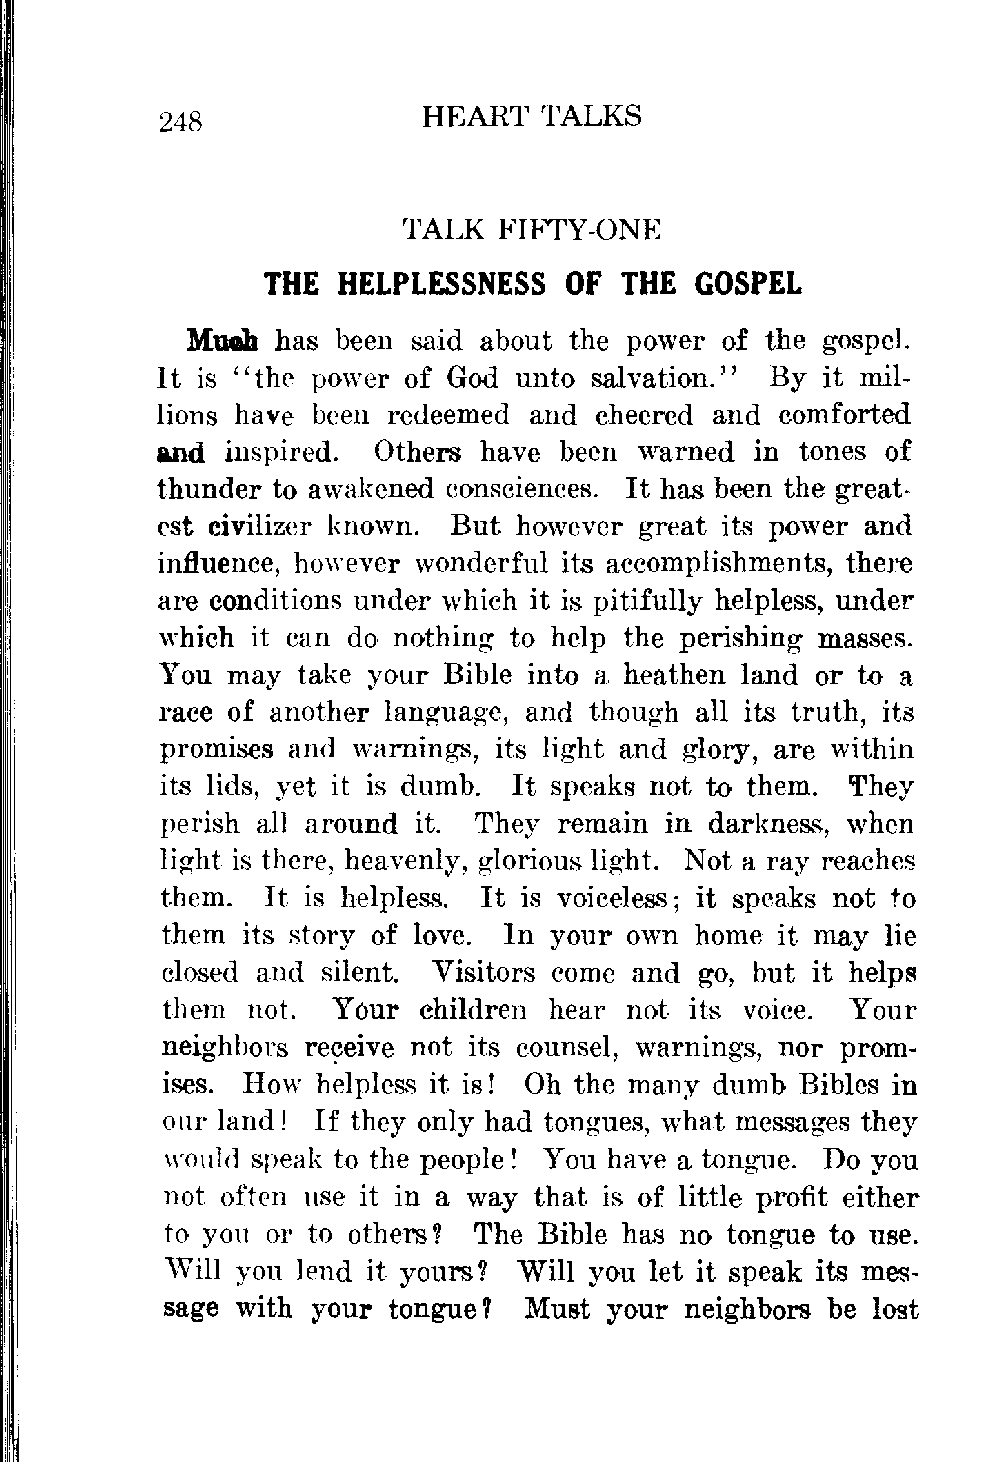 248 HEART TALKS
TALK FIFTY-ONE
THE HELPLESSNESS OF THE GOSPEL
Much has been said about the power of the gospel.
It is "the power of God unto salvation." By it mil-
lions have been redeemed and cheered and comforted
and inspired. Others have been warned in tones of
thunder to awakened consciences. It has been the great-
est civilizer known. But however great its power and
influence, however wonderful its accomplishments, there
are conditions under which it is pitifully helpless, under
which it can do nothing to help the perishing masses.
You may take your Bible into a heathen land or to a
race of another language, and though all its truth, its
promises and warnings, its light and glory, are within
its lids, yet it is dumb. It speaks not to them. They
perish all around it. They remain in darkness, when
light is there, heavenly, glorious light. Not a ray reaches
them. It is helpless. It is voiceless; it speaks not to
them its story of love. In your own home it may lie
closed and silent. Visitors come and go, but it helps
them not. Your children hear not its voice. Your
neighbors receive not its counsel, warnings, nor prom-
ises. How helpless it is! Oh the many dumb Bibles in
our land! If they only had tongues, what messages they
would speak to the people! You have a tongue. Do you
not often use it in a way that is of little profit either
to you or to others? The Bible has no tongue to use.
Will you lend it yours? Will you let it speak its mes-
sage with your tongue? Must your neighbors be lost